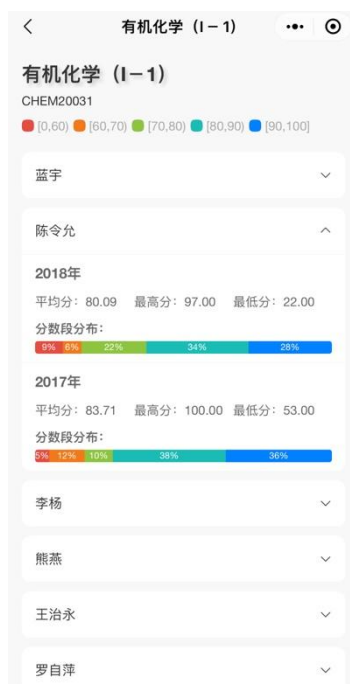 有机化学（I－1）
有机化学（I－1）
CHEM20031
[0,60) [60,70) [70,80) [80,90) [90,100]
蓝宇
陈令允
2018年
平均分：80.09 最高分：97.00 最低分：22.00
分数段分布：
9% 6% 22% 34% 28%
2017年
平均分：83.71 最高分：100.00 最低分：53.00
分数段分布：
5% 12% 10% 38% 36%
李杨
熊燕
王治永
罗自萍